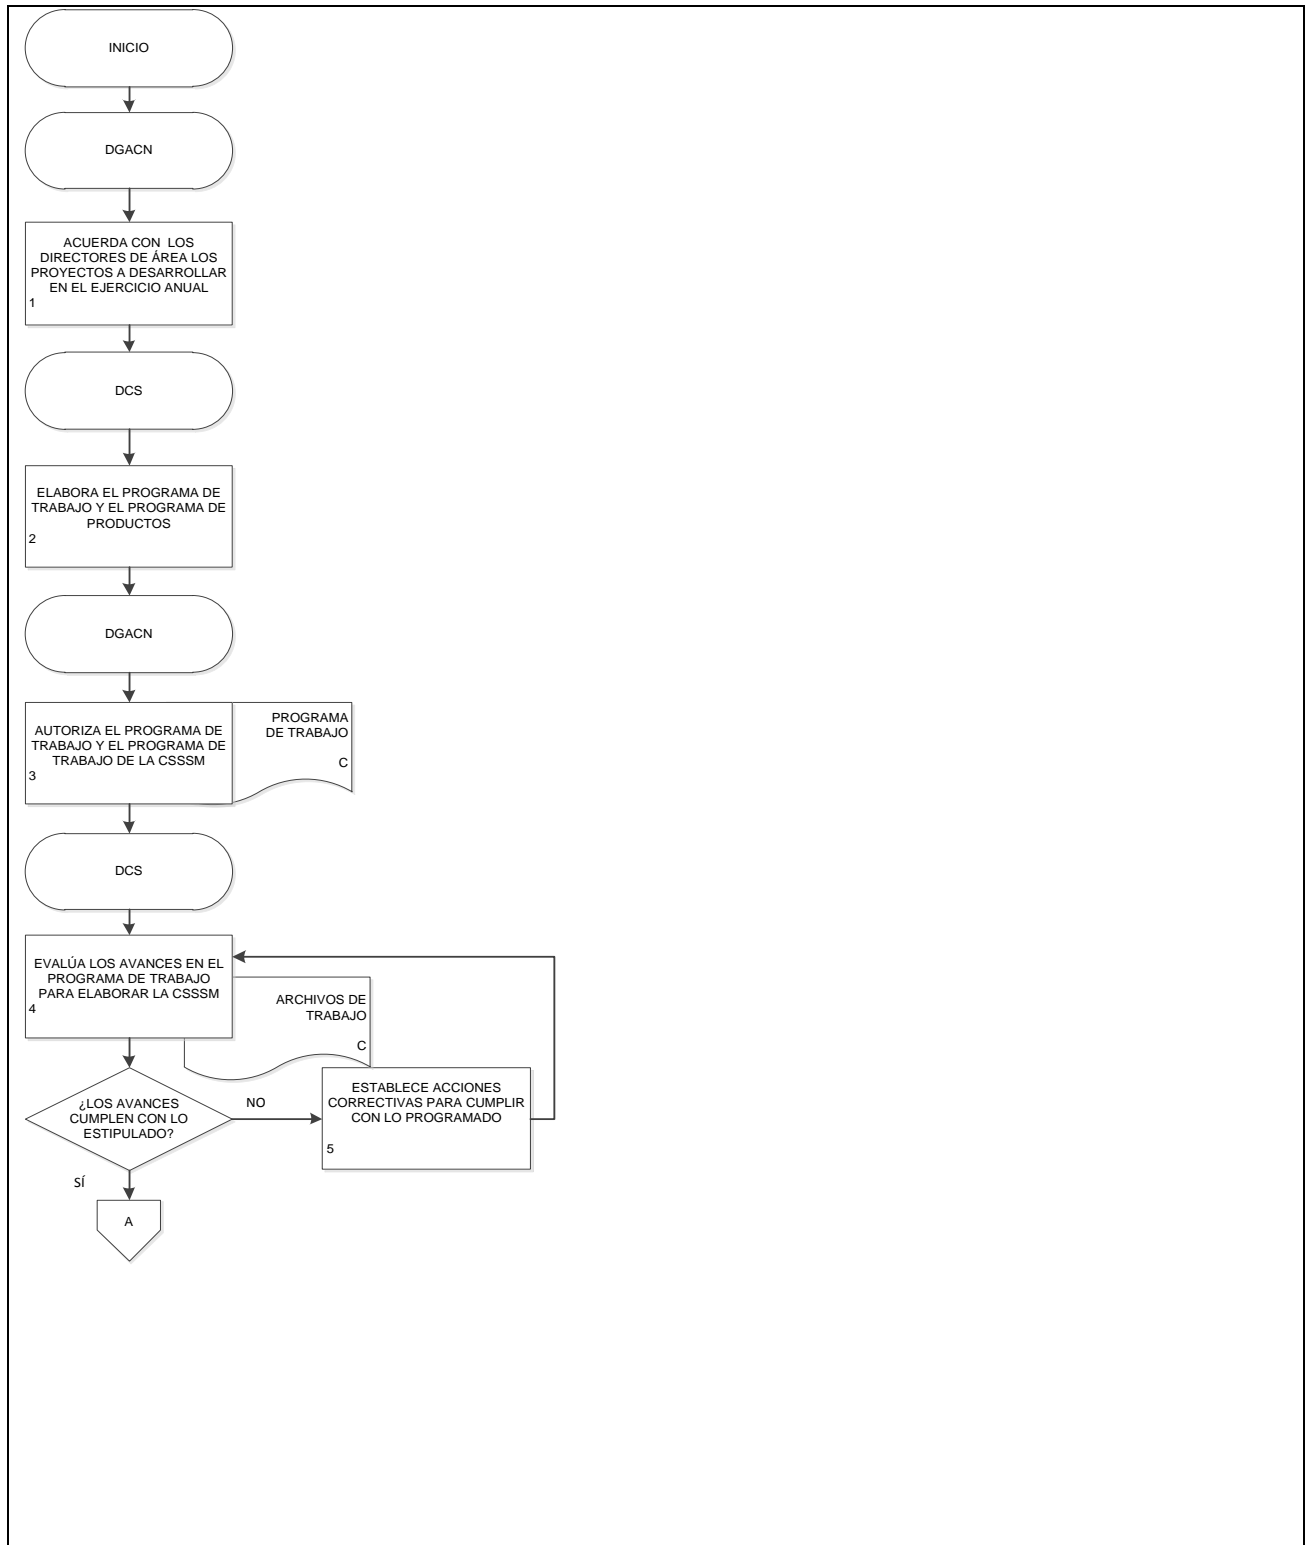 INICIO
DGACN
ACUERDA CON LOS
DIRECTORES DE ÁREA LOS
PROYECTOS A DESARROLLAR
EN EL EJERCICIO ANUAL
1
DCS
ELABORA EL PROGRAMA DE
TRABAJO Y EL PROGRAMA DE
PRODUCTOS
2
DGACN
AUTORIZA EL PROGRAMA DE
TRABAJO Y EL PROGRAMA DE
TRABAJO DE LA CSSSM
3
PROGRAMA
DE TRABAJO
C
DCS
EVALÚA LOS AVANCES EN EL
PROGRAMA DE TRABAJO
PARA ELABORAR LA CSSSM
4
ARCHIVOS DE
TRABAJO
C
¿LOS AVANCES
CUMPLEN CON LO
ESTIPULADO?
NO
ESTABLECE ACCIONES
CORRECTIVAS PARA CUMPLIR
CON LO PROGRAMADO
5
SÍ
A